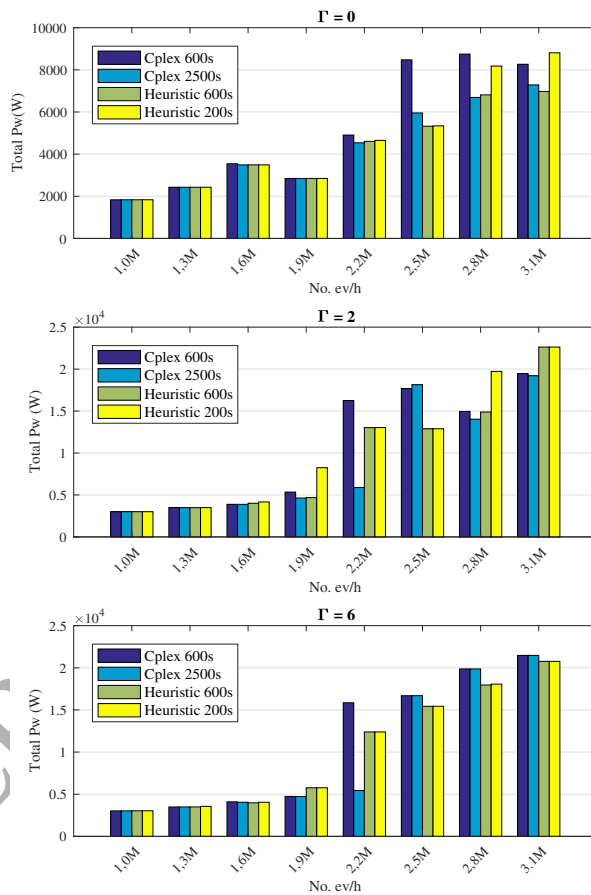 Γ = 0
10000
8000
6000
4000
2000
0
Total Pw(W)
Cplex 600s
Cplex 2500s
Heuristic 600s
Heuristic 200s
1,0M
1,3M
1,6M
1,9M
2,2M
2,5M
2,8M
3.1M
No. ev/h
Γ = 2
×10⁴
2.5
2
1.5
1
0.5
0
Total Pw (W)
Cplex 600s
Cplex 2500s
Heuristic 600s
Heuristic 200s
1,0M
1,3M
1,6M
1,9M
2,2M
2,5M
2,8M
3.1M
No. ev/h
Γ = 6
×10⁴
2.5
2
1.5
1
0.5
0
Total Pw (W)
Cplex 600s
Cplex 2500s
Heuristic 600s
Heuristic 200s
1,0M
1,3M
1,6M
1,9M
2,2M
2,5M
2,8M
3.1M
No. ev/h